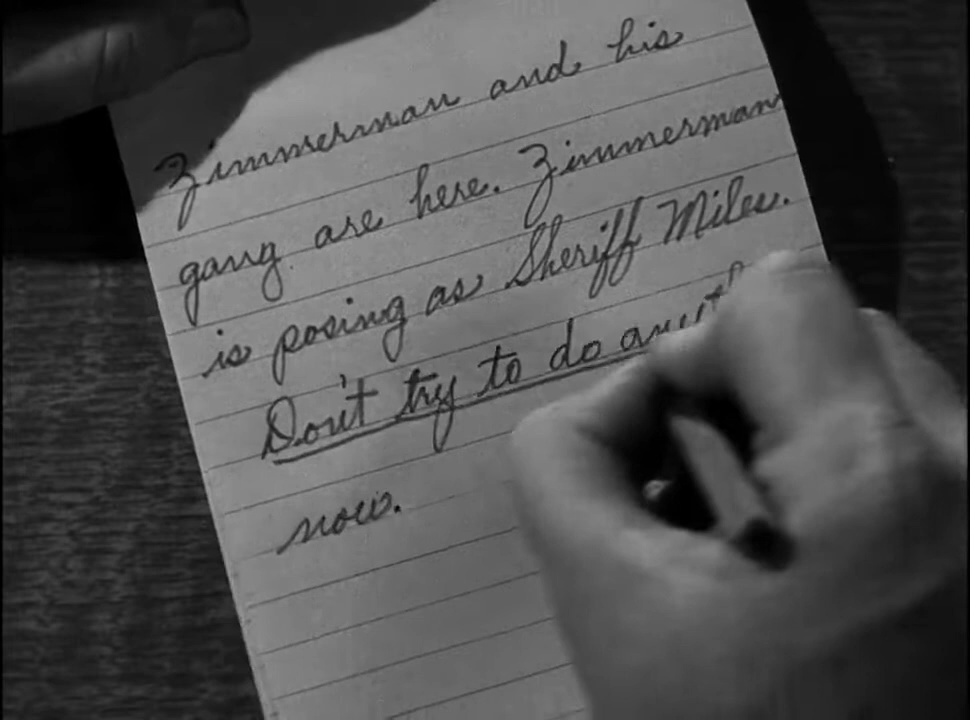 Zimmerman and his
gang are here. Zimmerman
is posing as Sheriff Miles.
Don't try to do
now.